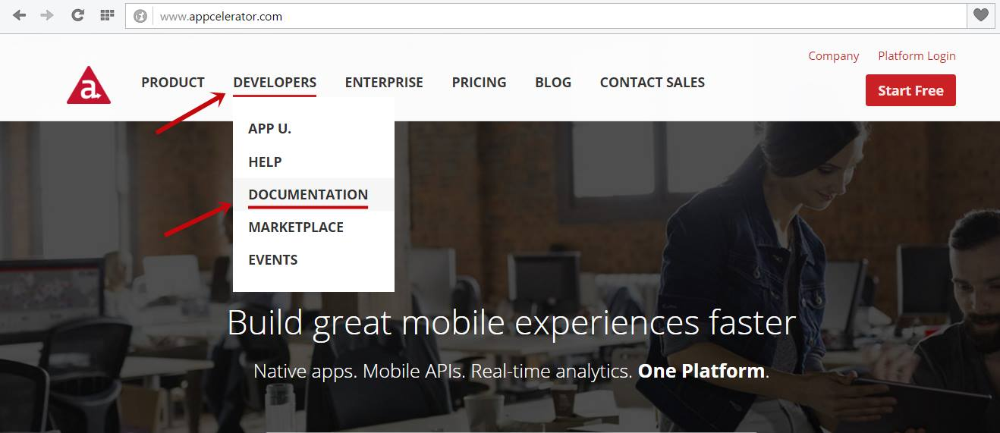 www.appcelerator.com
Company Platform Login
a
PRODUCT DEVELOPERS ENTERPRISE PRICING BLOG CONTACT SALES
Start Free
APP U.
HELP
DOCUMENTATION
MARKETPLACE
EVENTS
Build great mobile experiences faster
Native apps. Mobile APIs. Real-time analytics. One Platform.